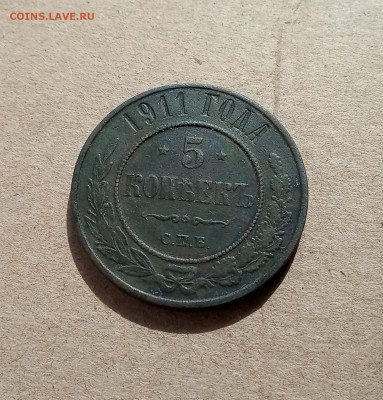 COINS.LAVE.RU
1911 ГОДА
5
КОПѢЕКЪ
С.П.Б.